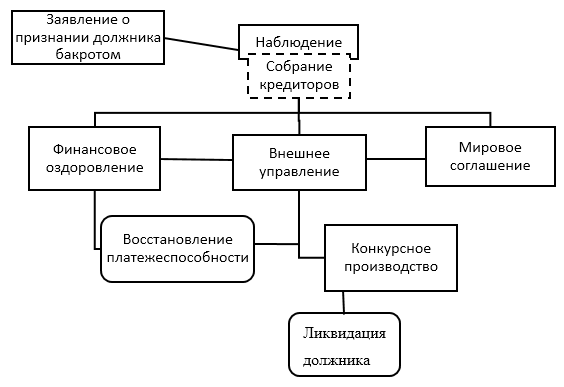 Заявление о
признании должника
бакротом
Наблюдение
Собрание
кредиторов
Финансовое
оздоровление
Внешнее
управление
Мировое
соглашение
Восстановление
платежеспособности
Конкурсное
производство
Ликвидация
должника